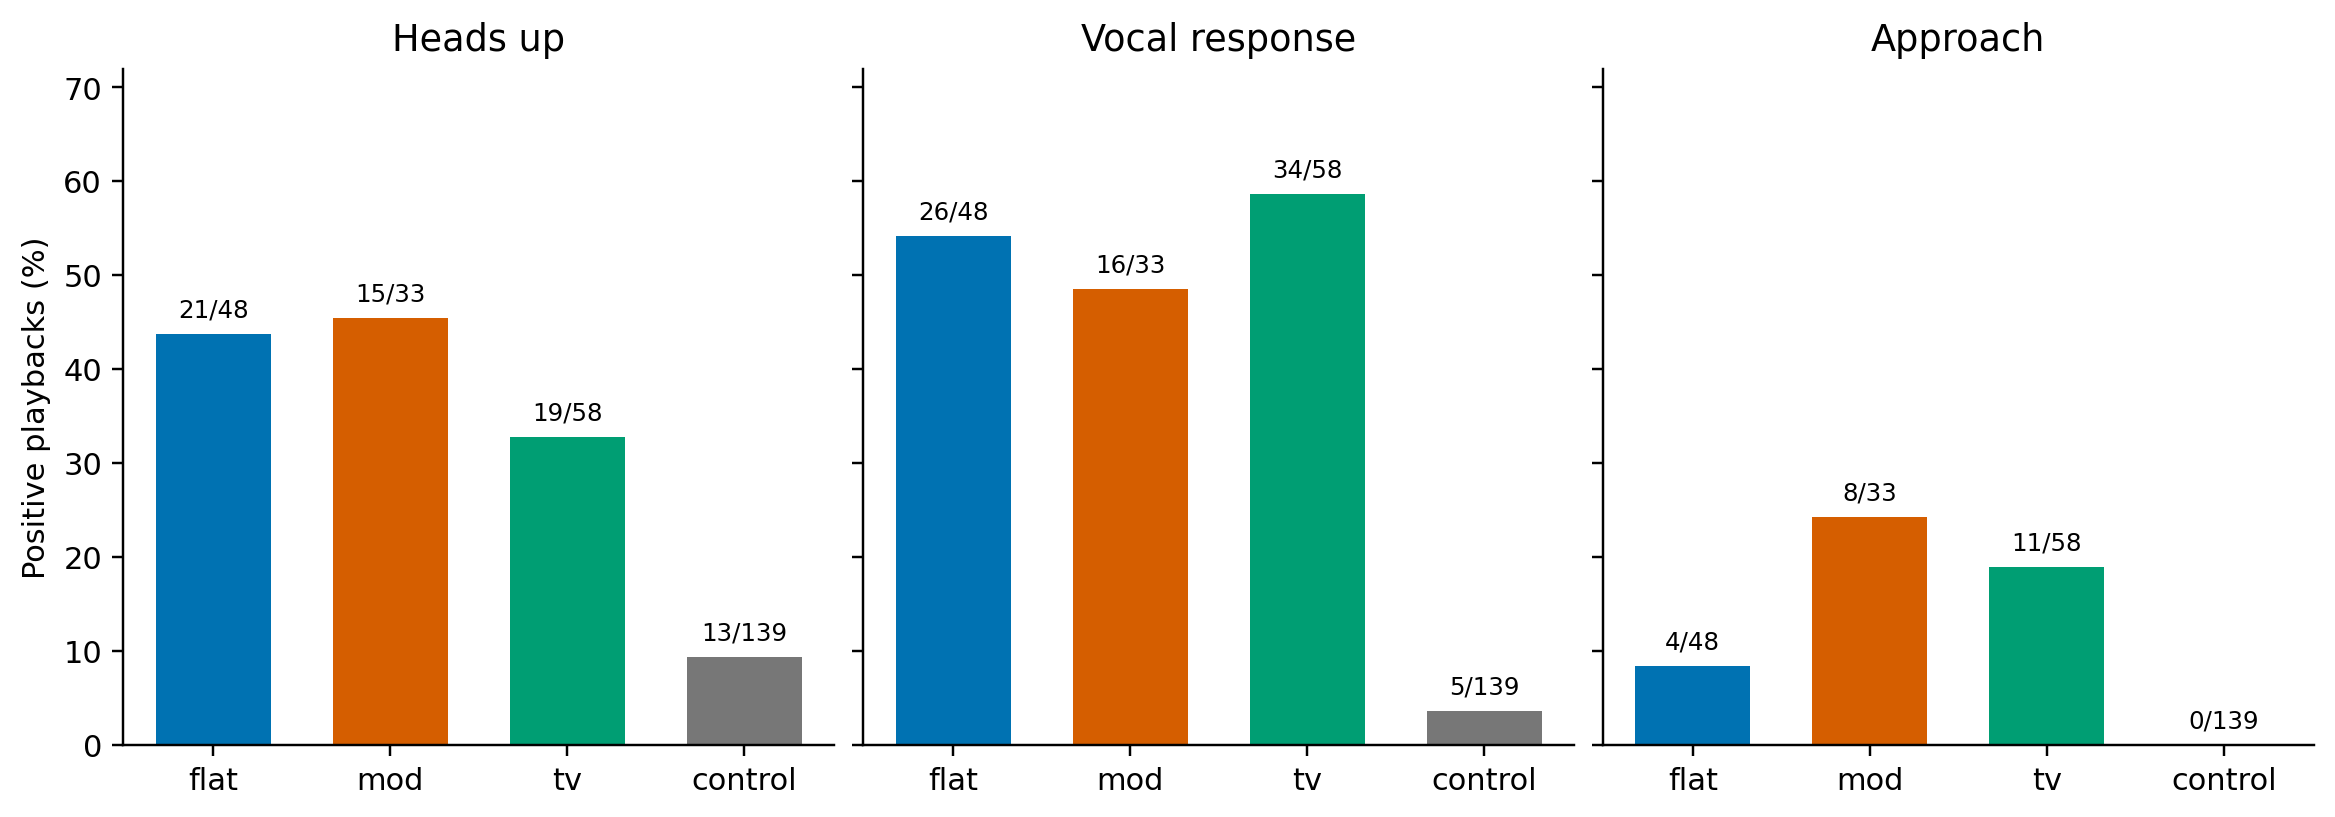 Heads up
Vocal response
Approach
Positive playbacks (%)
70
60
50
40
30
20
10
0
21/48
15/33
19/58
13/139
flat
mod
tv
control
26/48
16/33
34/58
5/139
flat
mod
tv
control
4/48
8/33
11/58
0/139
flat
mod
tv
control